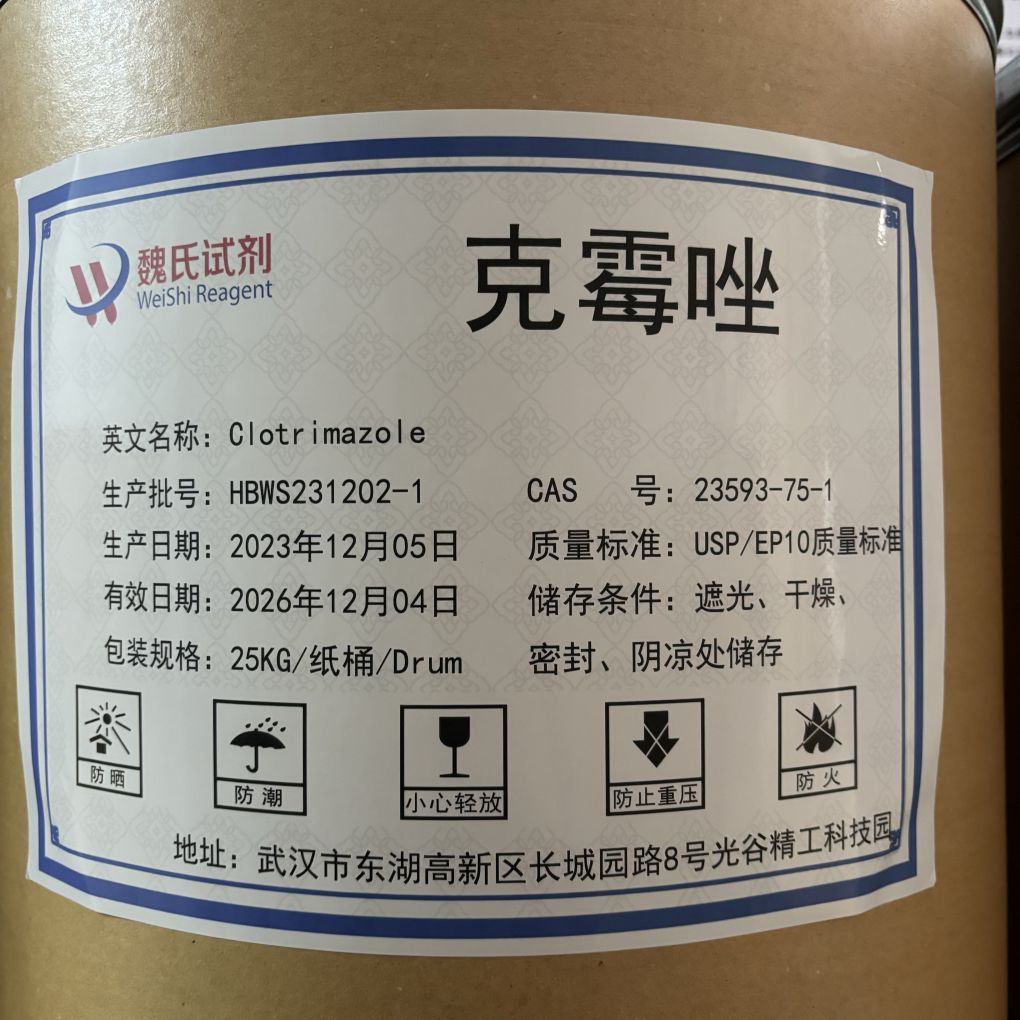 魏氏试剂
WeiShi Reagent
克霉唑
英文名称：Clotrimazole
生产批号：HBWS231202-1
CAS 号：23593-75-1
生产日期：2023年12月05日
质量标准：USP/EP10质量标准
有效日期：2026年12月04日
储存条件：遮光、干燥、
包装规格：25KG/纸桶/Drum
密封、阴凉处储存
防晒
防潮
小心轻放
防止重压
防火
地址：武汉市东湖高新区长城园路8号光谷精工科技园